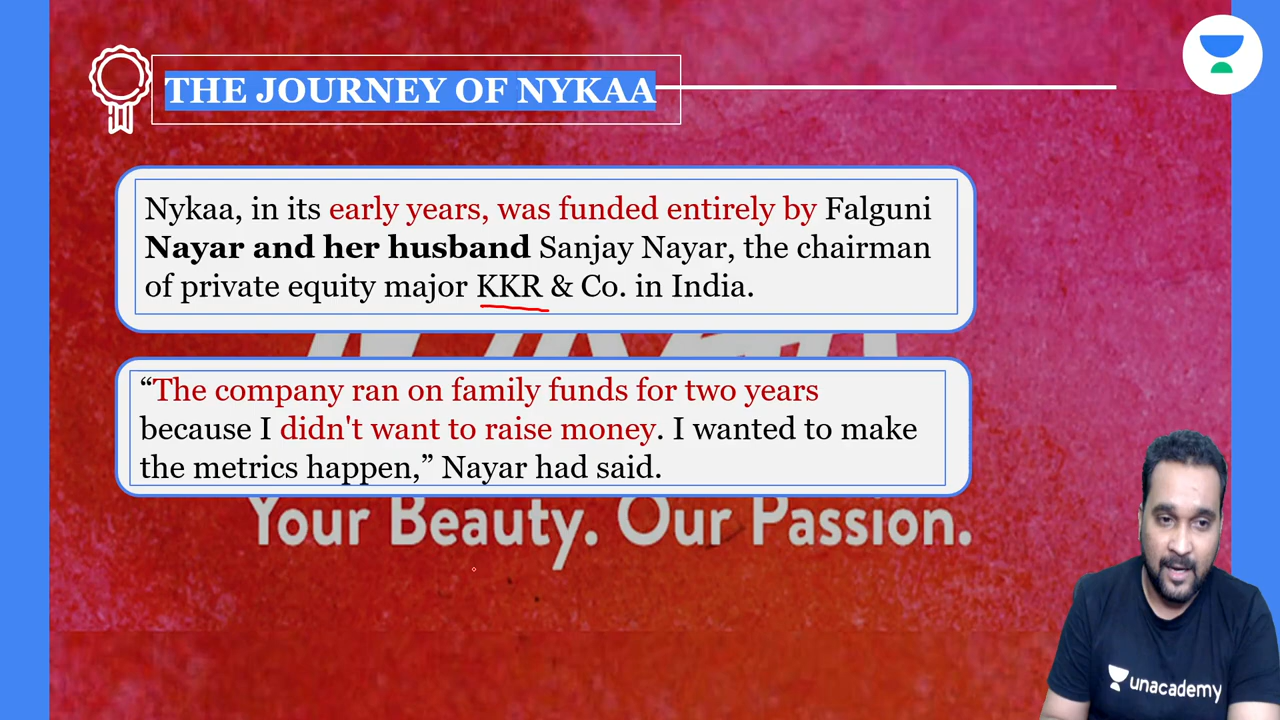 THE JOURNEY OF NYKAA
Nykaa, in its early years, was funded entirely by Falguni
Nayar and her husband Sanjay Nayar, the chairman
of private equity major KKR & Co. in India.
“The company ran on family funds for two years
because I didn't want to raise money. I wanted to make
the metrics happen,” Nayar had said.
Your Beauty. Our Passion.
unacademy